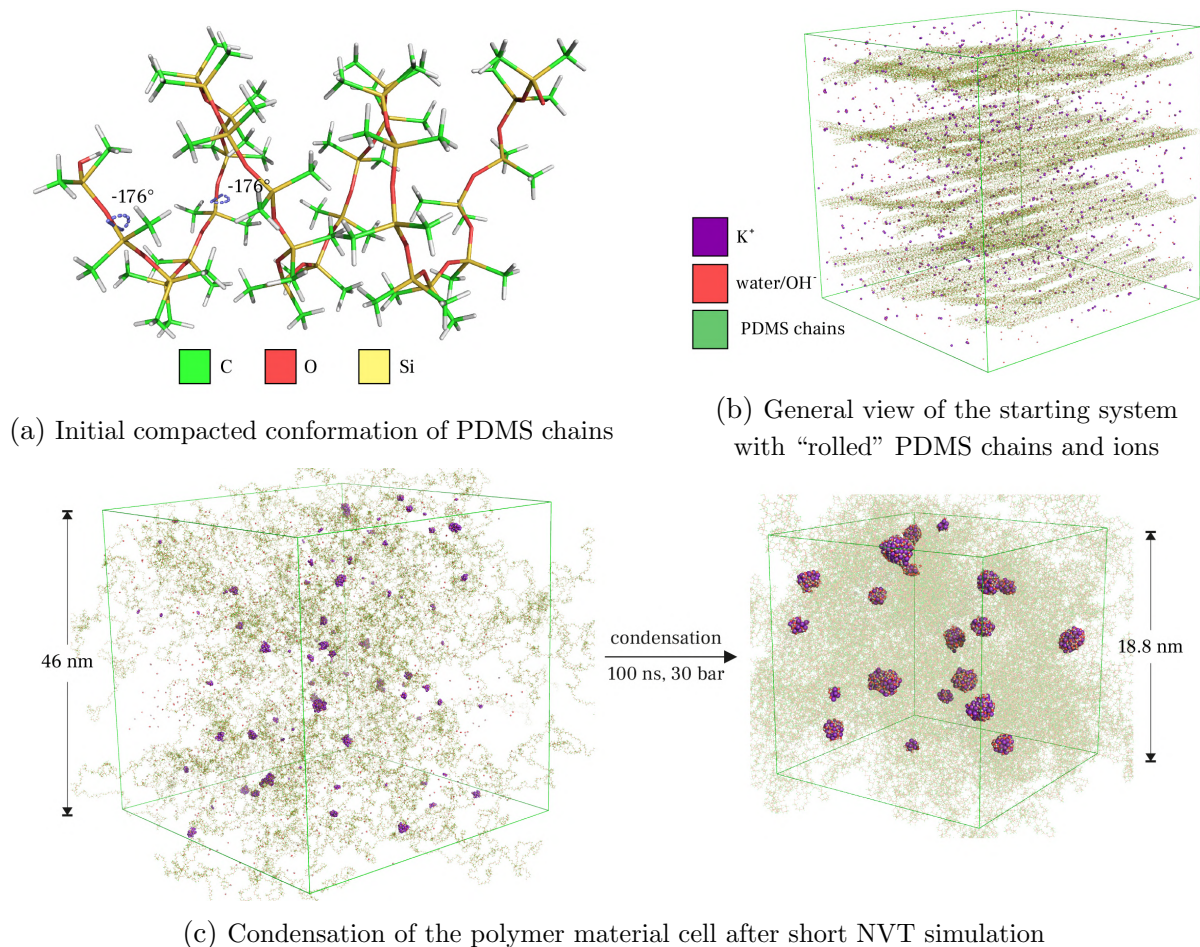 -176°
-176°
C
O
Si
(a) Initial compacted conformation of PDMS chains
K⁺
water/OH⁻
PDMS chains
(b) General view of the starting system
with “rolled” PDMS chains and ions
46 nm
condensation
100 ns, 30 bar
18.8 nm
(c) Condensation of the polymer material cell after short NVT simulation